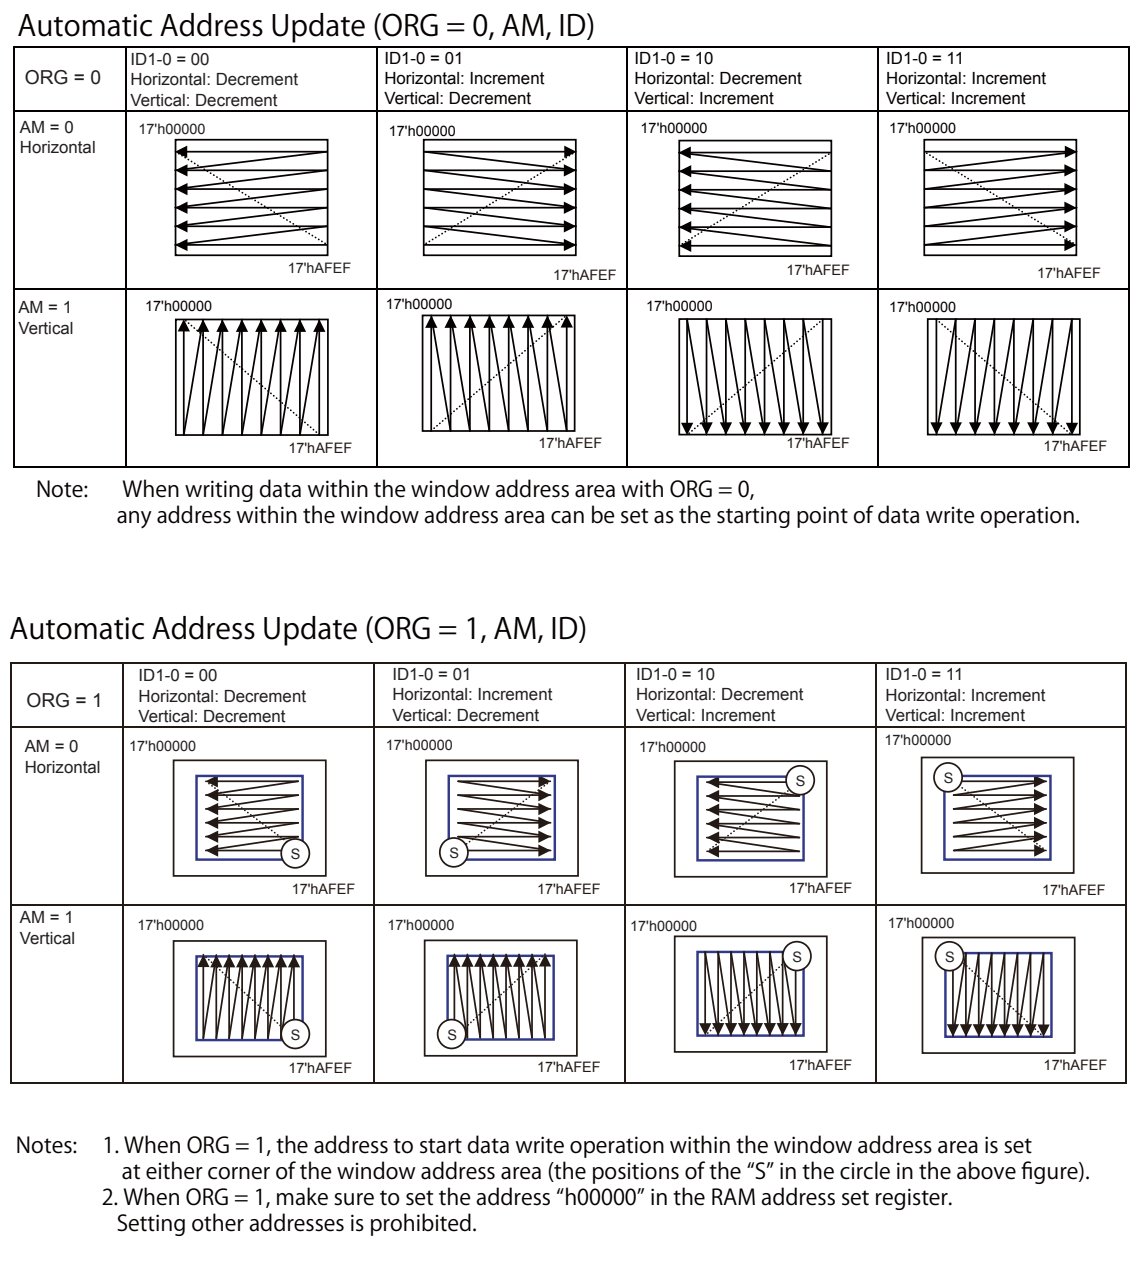 Automatic Address Update (ORG = 0, AM, ID)
ORG = 0
ID1-0 = 00
Horizontal: Decrement
Vertical: Decrement
ID1-0 = 01
Horizontal: Increment
Vertical: Decrement
ID1-0 = 10
Horizontal: Decrement
Vertical: Increment
ID1-0 = 11
Horizontal: Increment
Vertical: Increment
AM = 0
Horizontal
17'h00000
17'hAFEF
17'h00000
17'hAFEF
17'h00000
17'hAFEF
17'h00000
17'hAFEF
AM = 1
Vertical
17'h00000
17'hAFEF
17'h00000
17'hAFEF
17'h00000
17'hAFEF
17'h00000
17'hAFEF
Note: When writing data within the window address area with ORG = 0,
any address within the window address area can be set as the starting point of data write operation.
Automatic Address Update (ORG = 1, AM, ID)
ORG = 1
ID1-0 = 00
Horizontal: Decrement
Vertical: Decrement
ID1-0 = 01
Horizontal: Increment
Vertical: Decrement
ID1-0 = 10
Horizontal: Decrement
Vertical: Increment
ID1-0 = 11
Horizontal: Increment
Vertical: Increment
AM = 0
Horizontal
17'h00000
S
17'hAFEF
17'h00000
S
17'hAFEF
17'h00000
S
17'hAFEF
17'h00000
S
17'hAFEF
AM = 1
Vertical
17'h00000
S
17'hAFEF
17'h00000
S
17'hAFEF
17'h00000
S
17'hAFEF
17'h00000
S
17'hAFEF
Notes: 1. When ORG = 1, the address to start data write operation within the window address area is set
at either corner of the window address area (the positions of the “S” in the circle in the above figure).
2. When ORG = 1, make sure to set the address “h00000” in the RAM address set register.
Setting other addresses is prohibited.